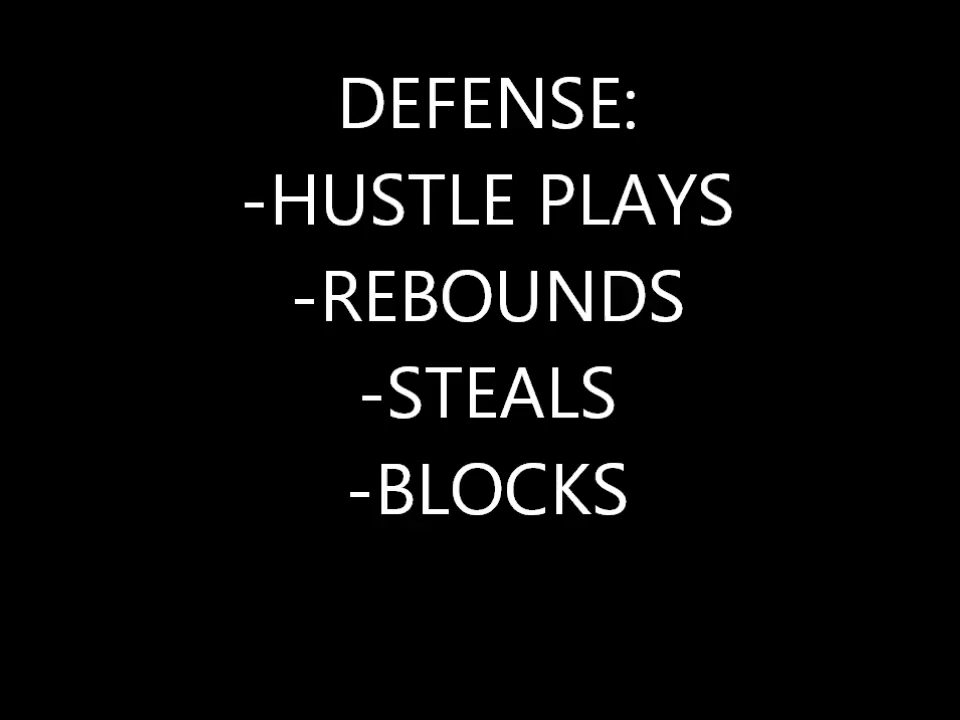 DEFENSE:
-HUSTLE PLAYS
-REBOUNDS
-STEALS
-BLOCKS